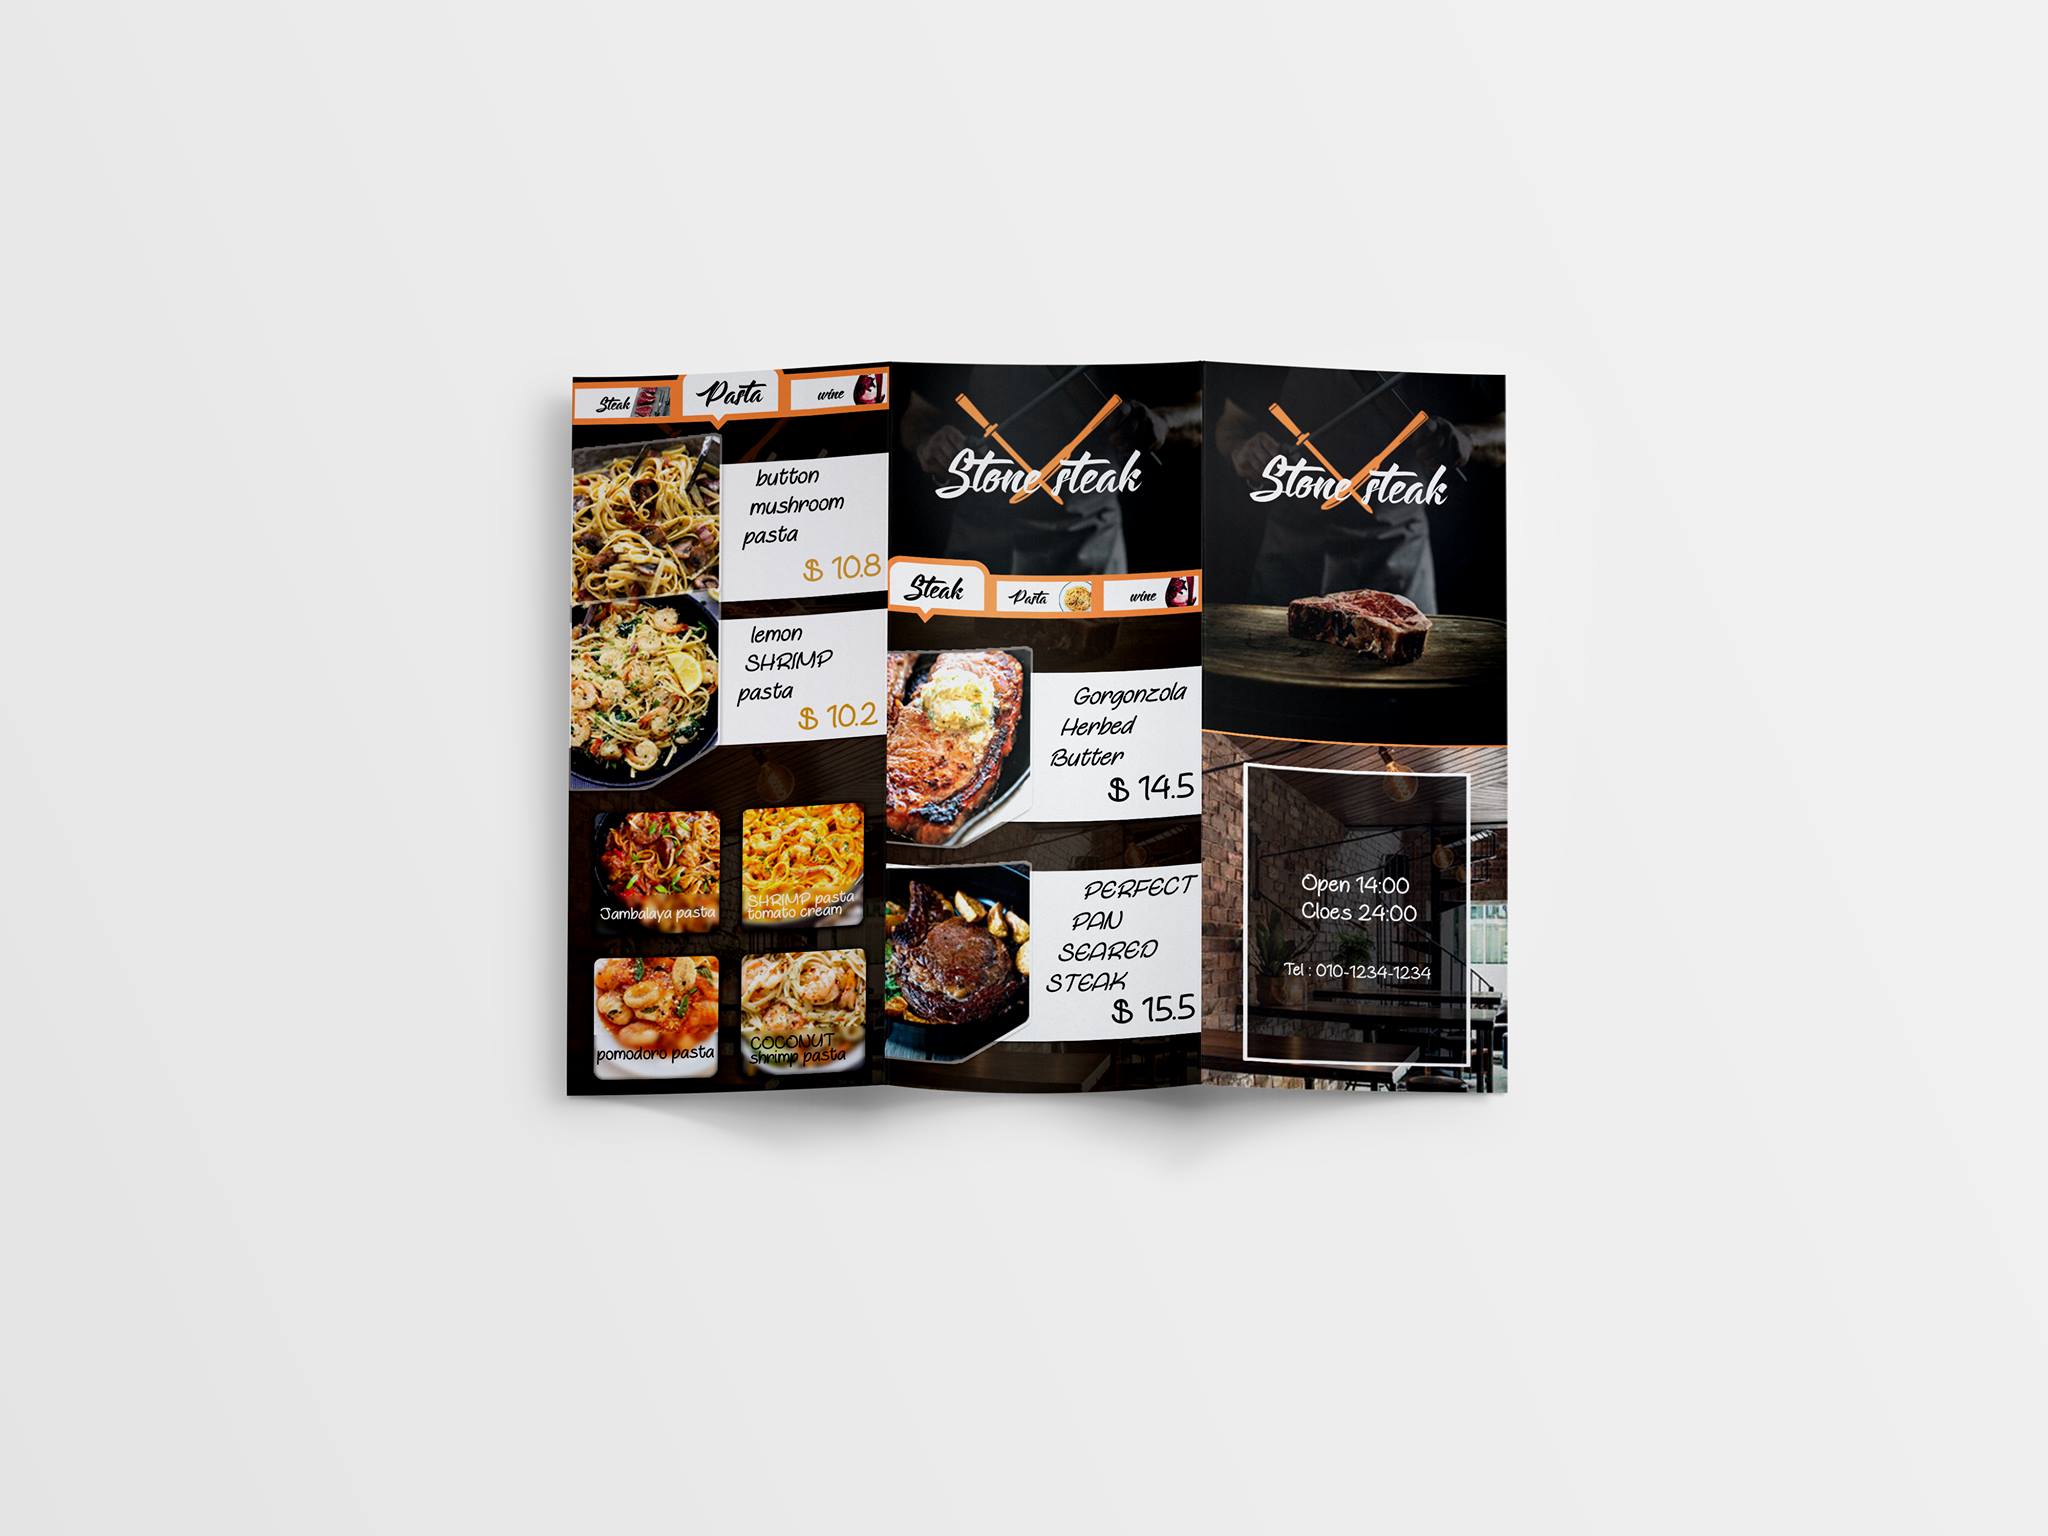 Steak
Pasta
wine
button
mushroom
pasta
$ 10.8
lemon
SHRIMP
pasta
$ 10.2
Jambalaya pasta
SHRIMP pasta
tomato cream
pomodoro pasta
COCONUT
shrimp pasta
Stone steak
Steak
Pasta
wine
Gorgonzola
Herbed
Butter
$ 14.5
PERFECT
PAN
SEARED
STEAK
$ 15.5
Stone steak
Open 14:00
Cloes 24:00
Tel : 010-1234-1234